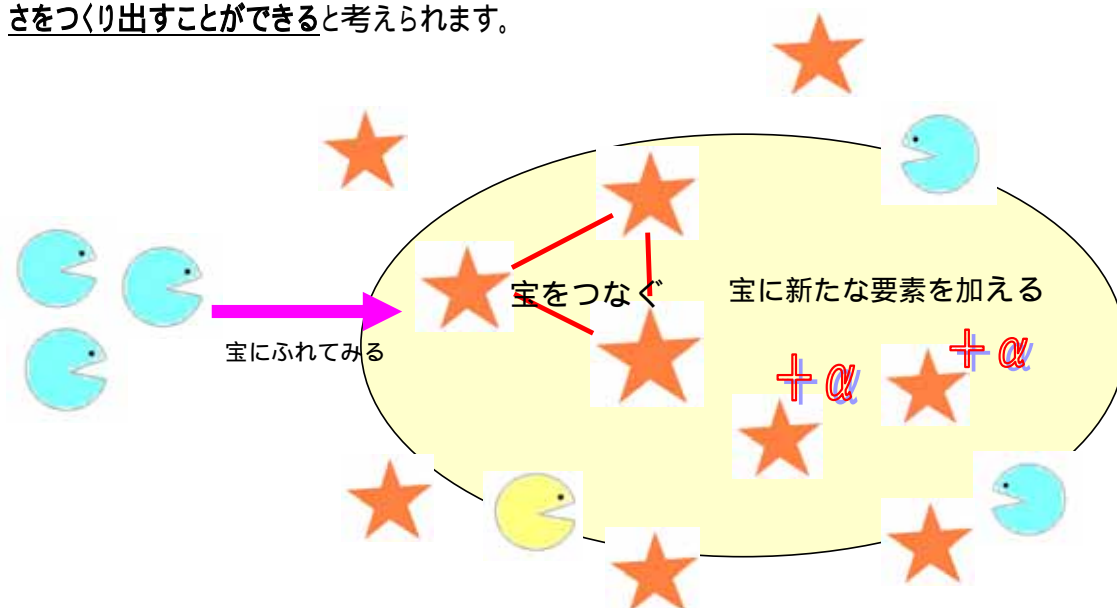 さをつくり出すことができると考えられます。
宝をつなぐ
宝に新たな要素を加える
宝にふれてみる
＋α
＋α